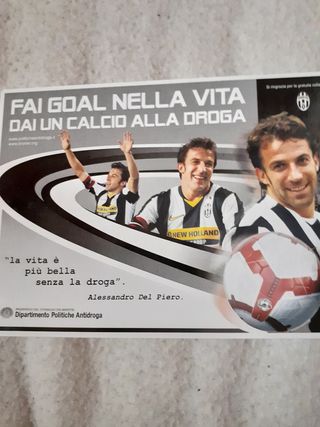 FAI GOAL NELLA VITA
DAI UN CALCIO ALLA DROGA
Si ringrazia per la gratuita
NEW HOLLAND
NEW HOLLAND
"la vita è
più bella
senza la droga".
Alessandro Del Piero.
Dipartimento Politiche Antidroga